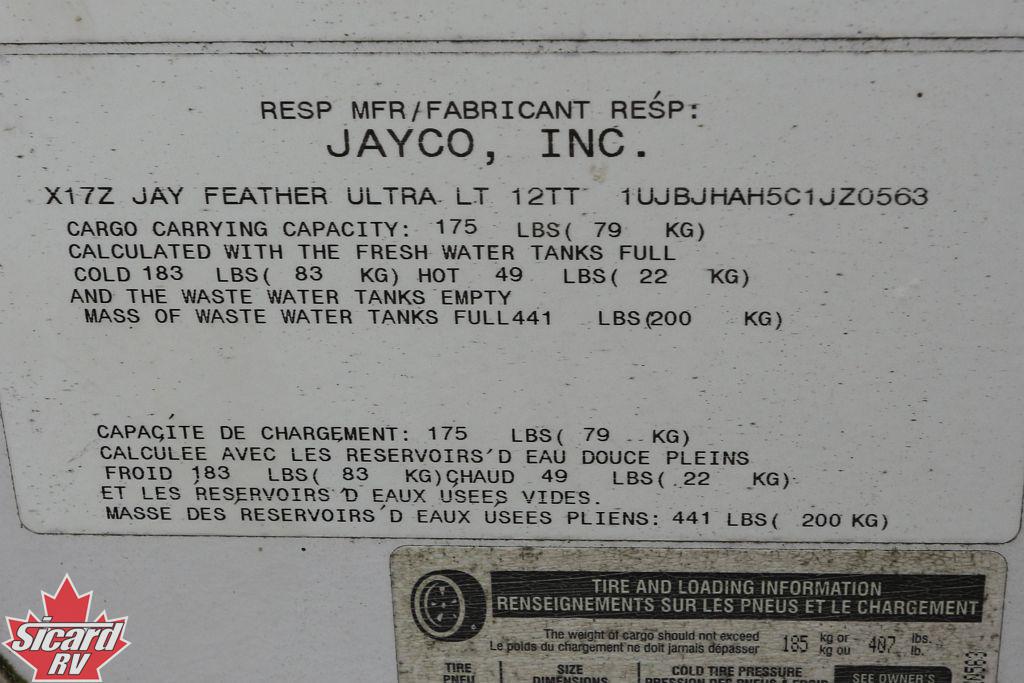 RESP MFR/FABRICANT RESP:
JAYCO, INC.
X17Z JAY FEATHER ULTRA LT 12TT 1UJBJHAH5C1JZ0563
CARGO CARRYING CAPACITY: 175 LBS( 79 KG)
CALCULATED WITH THE FRESH WATER TANKS FULL
COLD 183 LBS( 83 KG) HOT 49 LBS( 22 KG)
AND THE WASTE WATER TANKS EMPTY
MASS OF WASTE WATER TANKS FULL441 LBS(200 KG)
CAPAÇÍTE DE CHARGEMENT: 175 LBS( 79 KG)
CALCULEE AVEC LES RESERVOIRS'D EAU DOUCE PLEINS
FROID 183 LBS( 83 KG)CHAUD 49 LBS( 22 KG)
ET LES RESERVOIRS'D EAUX USEES VIDES.
MASSE DES RESERVOIRS'D EAUX USEES PLIENS: 441 LBS( 200 KG)
TIRE AND LOADING INFORMATION
RENSEIGNEMENTS SUR LES PNEUS ET LE CHARGEMENT
The weight of cargo should not exceed 185 kg or 407 lbs.
Le poids du chargement ne doit jamais dépasser kg ou lb.
TIRE SIZE COLD TIRE PRESSURE SEE OWNER'S
PNEU DIMENSIONS PRESSION DES PNEUS À FROID
Sicard
RV